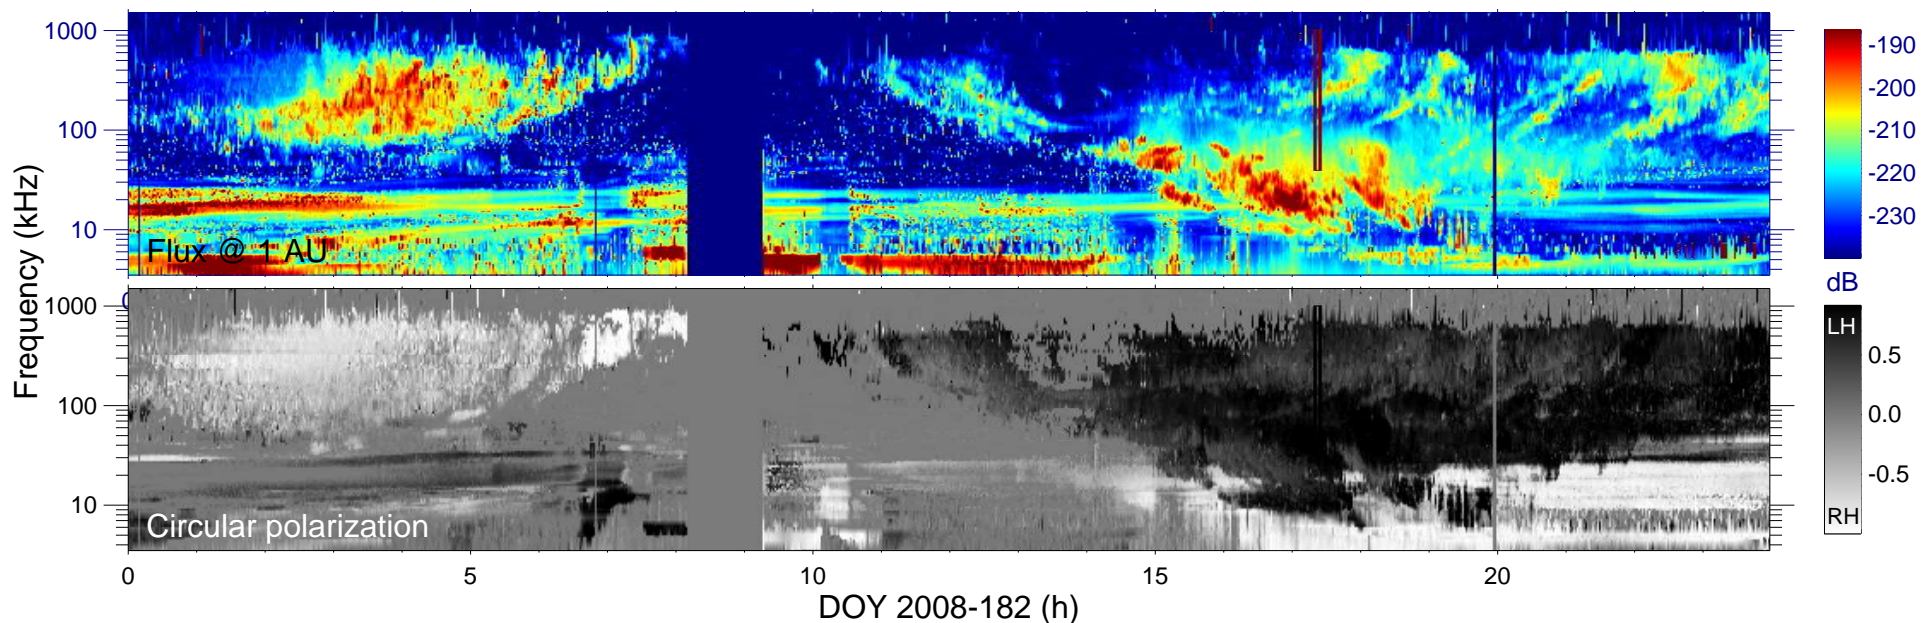 1000
100
10
Frequency (kHz)
Flux @ 1 AU
-190
-200
-210
-220
-230
dB
0
1000
100
10
Circular polarization
LH
0.5
0.0
-0.5
RH
0 5 10 15 20
DOY 2008-182 (h)